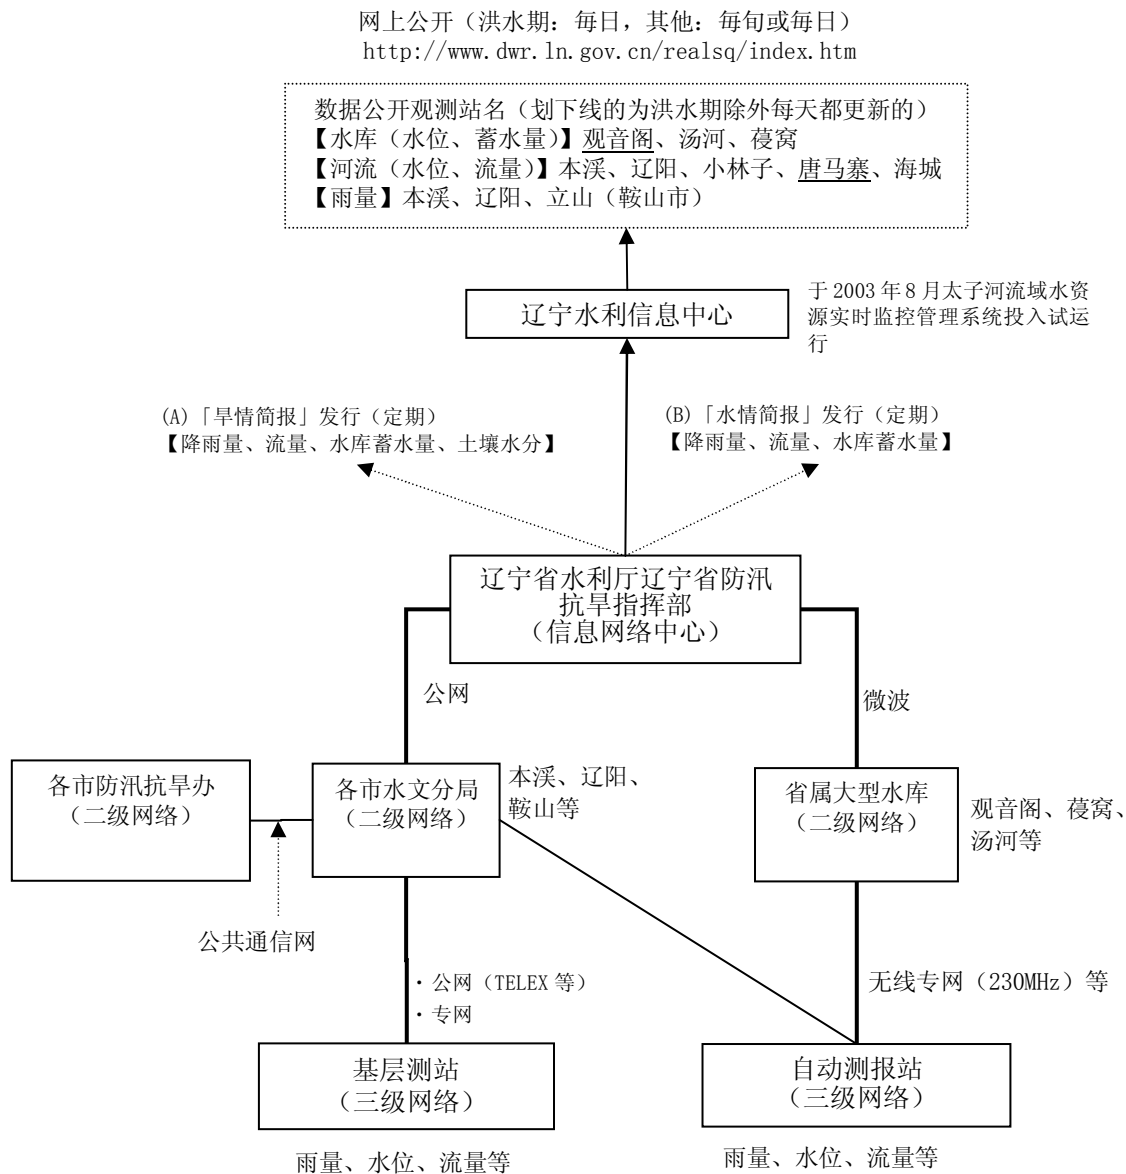 网上公开（洪水期：每日，其他：每旬或每日）
http://www.dwr.ln.gov.cn/realsq/index.htm
数据公开观测站名（划下线的为洪水期除外每天都更新的）
【水库（水位、蓄水量）】观音阁、汤河、葠窝
【河流（水位、流量）】本溪、辽阳、小林子、唐马寨、海城
【雨量】本溪、辽阳、立山（鞍山市）
辽宁水利信息中心
于 2003 年 8 月太子河流域水资
源实时监控管理系统投入试运
行
(A)「旱情简报」发行（定期）
【降雨量、流量、水库蓄水量、土壤水分】
(B)「水情简报」发行（定期）
【降雨量、流量、水库蓄水量】
辽宁省水利厅辽宁省防汛
抗旱指挥部
（信息网络中心）
公网
微波
各市防汛抗旱办
（二级网络）
各市水文分局
（二级网络）
本溪、辽阳、
鞍山等
省属大型水库
（二级网络）
观音阁、葠窝、
汤河等
公共通信网
・公网（TELEX 等）
・专网
无线专网（230MHz）等
基层测站
（三级网络）
自动测报站
（三级网络）
雨量、水位、流量等
雨量、水位、流量等